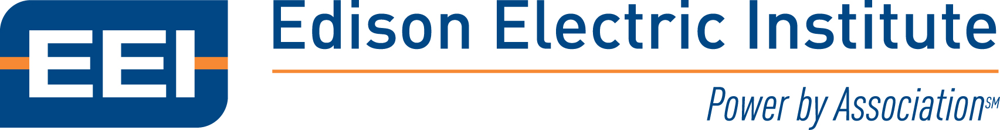 EEI
Edison Electric Institute
Power by Association℠